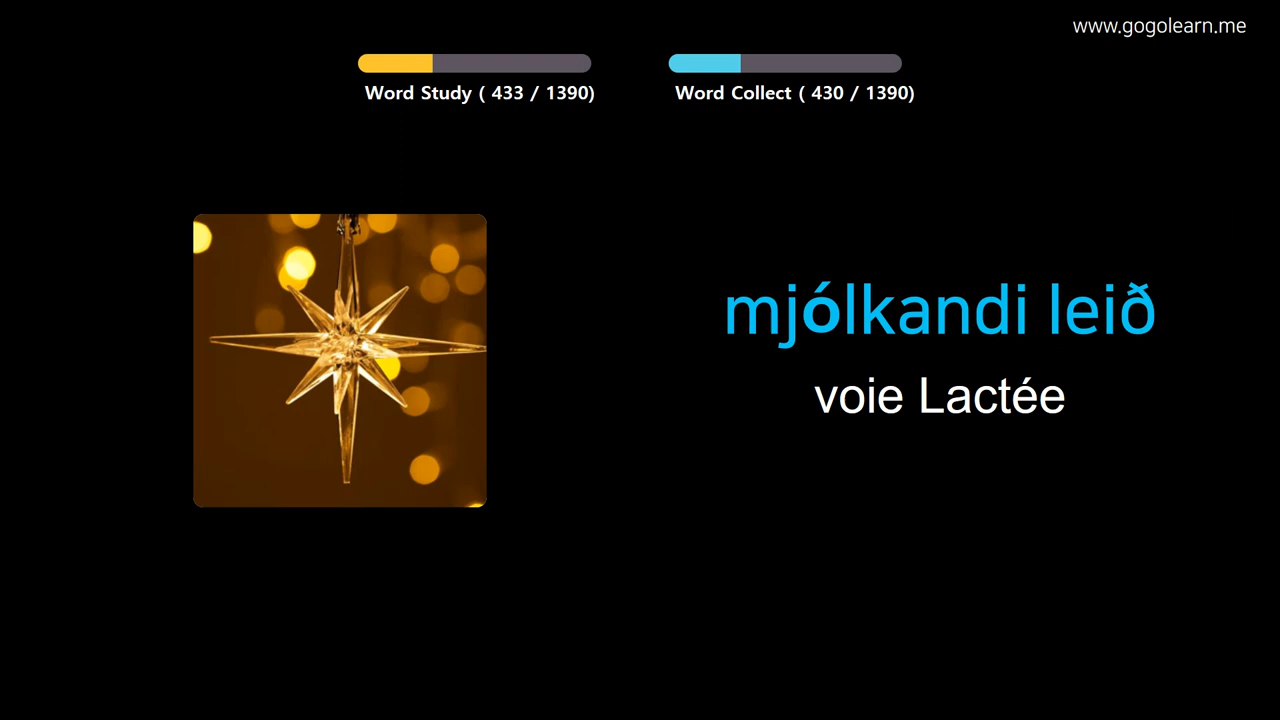 www.gogolearn.me
Word Study ( 433 / 1390)
Word Collect ( 430 / 1390)
mjólkandi leið
voie Lactée